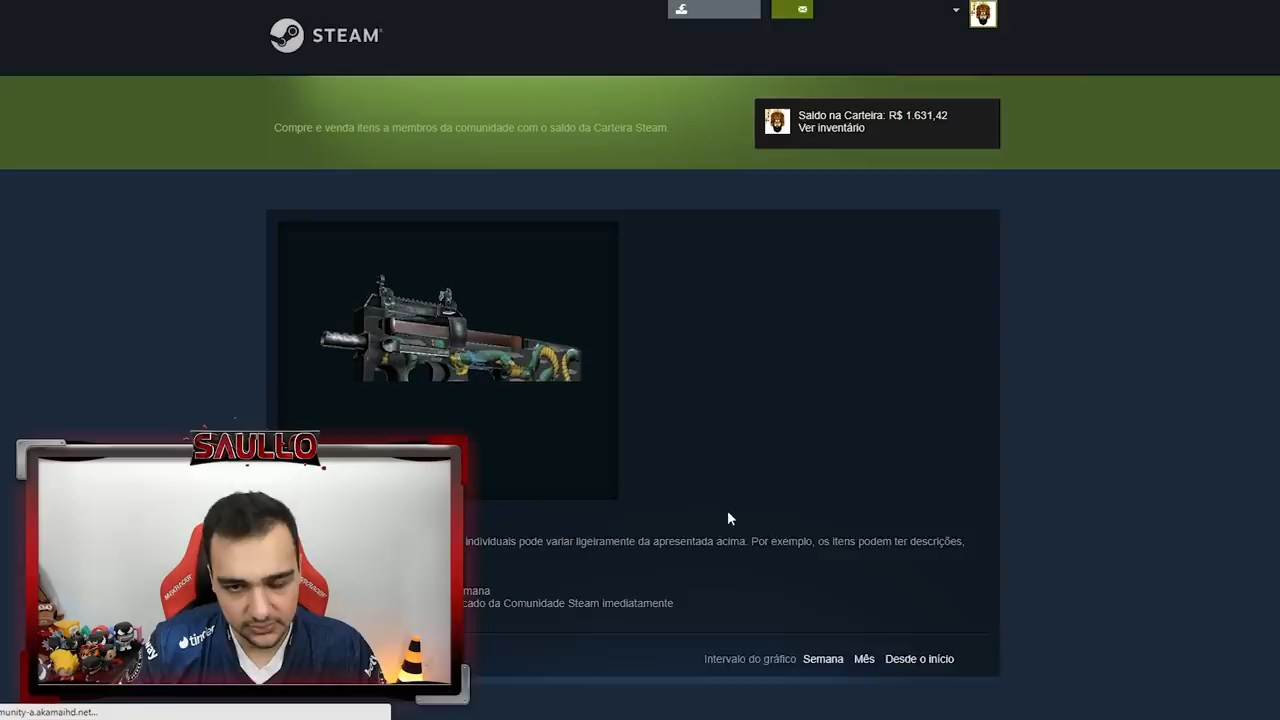 STEAM
Compre e venda itens a membros da comunidade com o saldo da Carteira Steam.
Saldo na Carteira: R$ 1.631,42
Ver inventário
SAULLO
individuais pode variar ligeiramente da apresentada acima. Por exemplo, os itens podem ter descrições,
mana
cado da Comunidade Steam imediatamente
Intervalo do gráfico Semana Mês Desde o início
MAXRACER
tinder
munity-a.akamaihd.net...